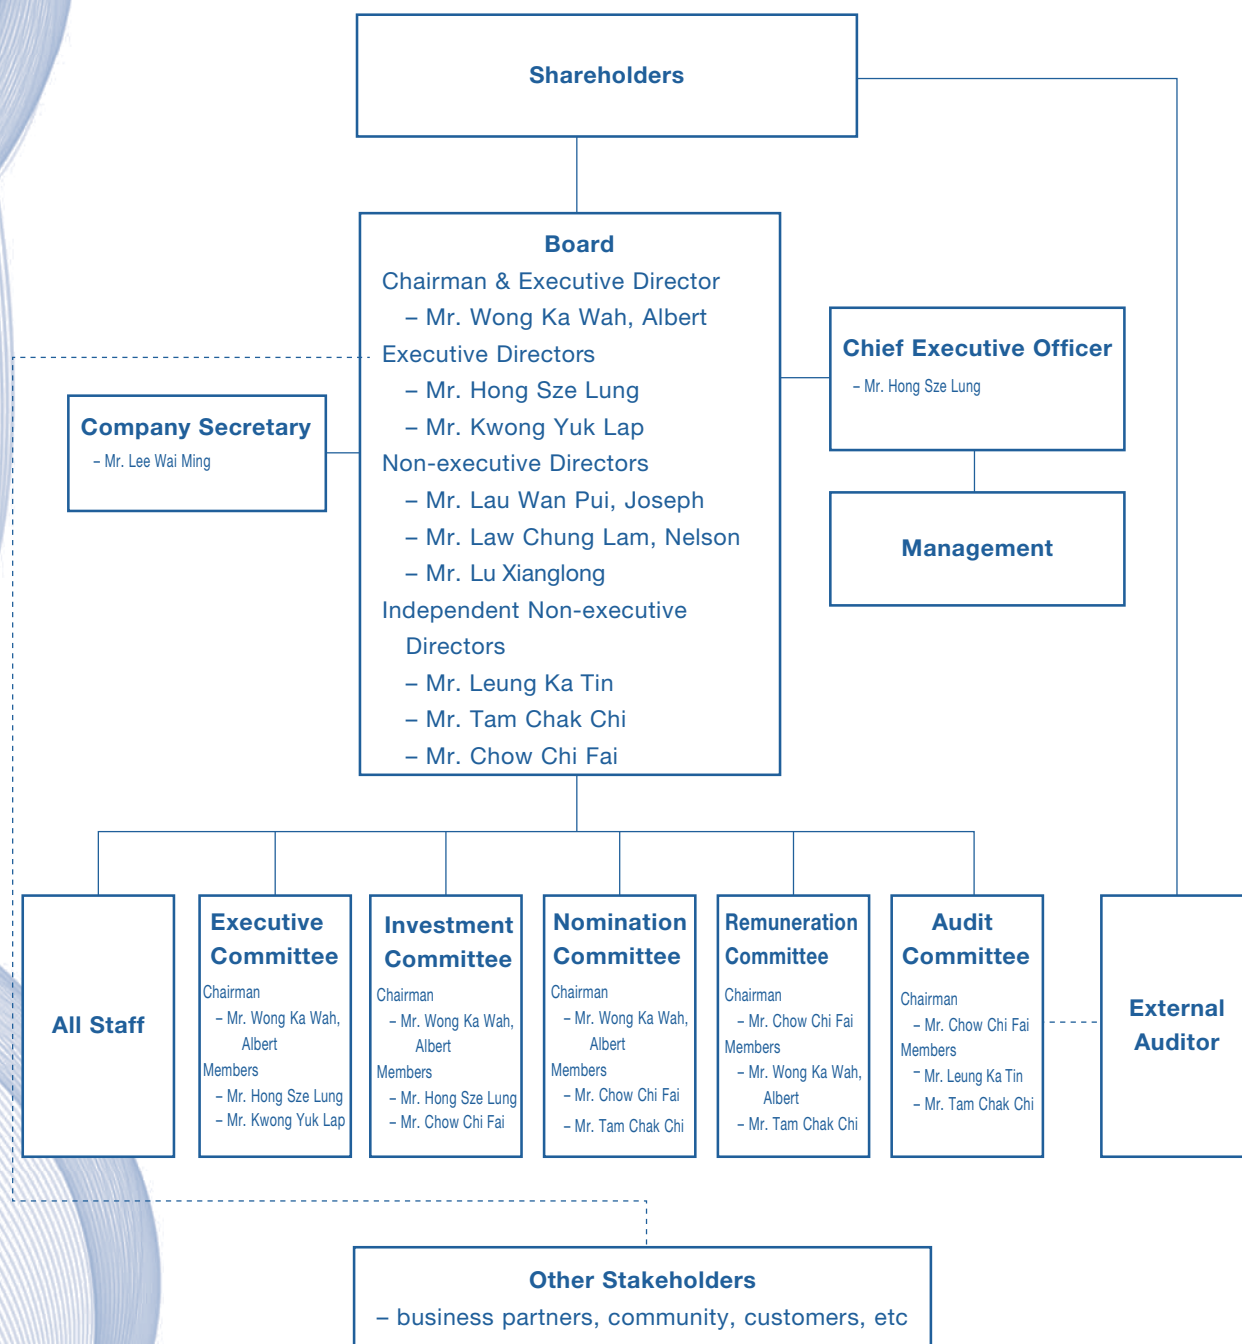 Shareholders
Board
Chairman & Executive Director
– Mr. Wong Ka Wah, Albert
Executive Directors
– Mr. Hong Sze Lung
– Mr. Kwong Yuk Lap
Non-executive Directors
– Mr. Lau Wan Pui, Joseph
– Mr. Law Chung Lam, Nelson
– Mr. Lu Xianglong
Independent Non-executive
Directors
– Mr. Leung Ka Tin
– Mr. Tam Chak Chi
– Mr. Chow Chi Fai
Company Secretary
– Mr. Lee Wai Ming
Chief Executive Officer
– Mr. Hong Sze Lung
Management
All Staff
Executive
Committee
Chairman
– Mr. Wong Ka Wah,
Albert
Members
– Mr. Hong Sze Lung
– Mr. Kwong Yuk Lap
Investment
Committee
Chairman
– Mr. Wong Ka Wah,
Albert
Members
– Mr. Hong Sze Lung
– Mr. Chow Chi Fai
Nomination
Committee
Chairman
– Mr. Wong Ka Wah,
Albert
Members
– Mr. Chow Chi Fai
– Mr. Tam Chak Chi
Remuneration
Committee
Chairman
– Mr. Chow Chi Fai
Members
– Mr. Wong Ka Wah,
Albert
– Mr. Tam Chak Chi
Audit
Committee
Chairman
– Mr. Chow Chi Fai
Members
– Mr. Leung Ka Tin
– Mr. Tam Chak Chi
External
Auditor
Other Stakeholders
– business partners, community, customers, etc